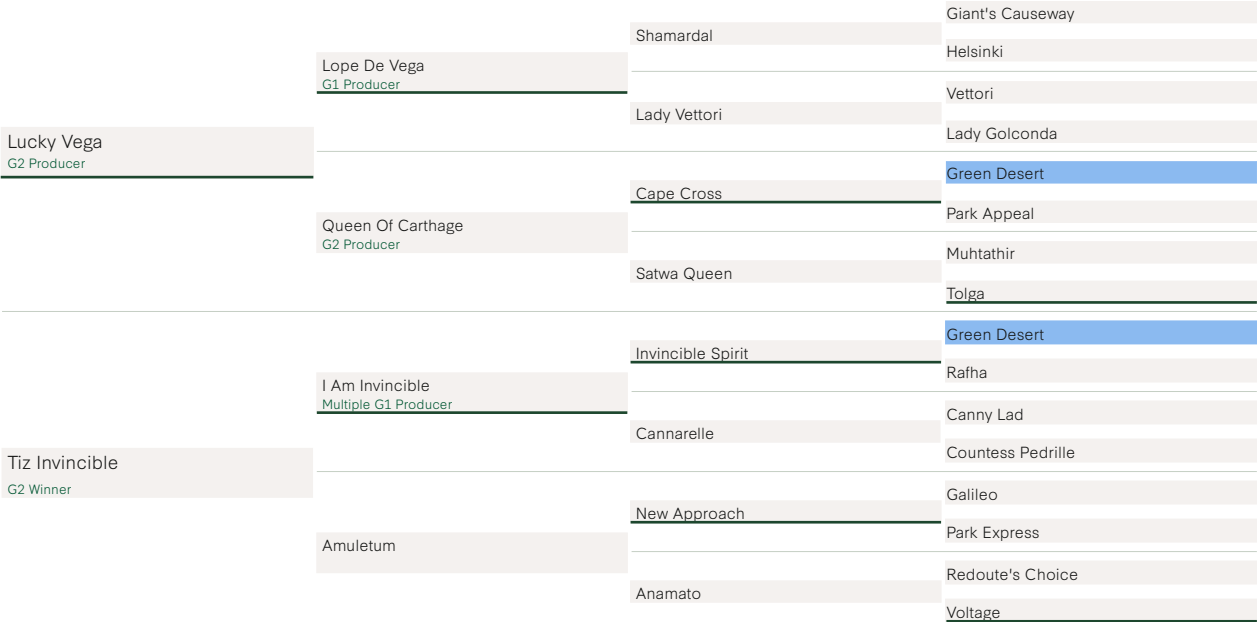 Lucky Vega
G2 Producer
Tiz Invincible
G2 Winner
Lope De Vega
G1 Producer
Queen Of Carthage
G2 Producer
I Am Invincible
Multiple G1 Producer
Amuletum
Shamardal
Lady Vettori
Cape Cross
Satwa Queen
Invincible Spirit
Cannarelle
New Approach
Anamato
Giant's Causeway
Helsinki
Vettori
Lady Golconda
Green Desert
Park Appeal
Muhtathir
Tolga
Green Desert
Rafha
Canny Lad
Countess Pedrille
Galileo
Park Express
Redoute's Choice
Voltage